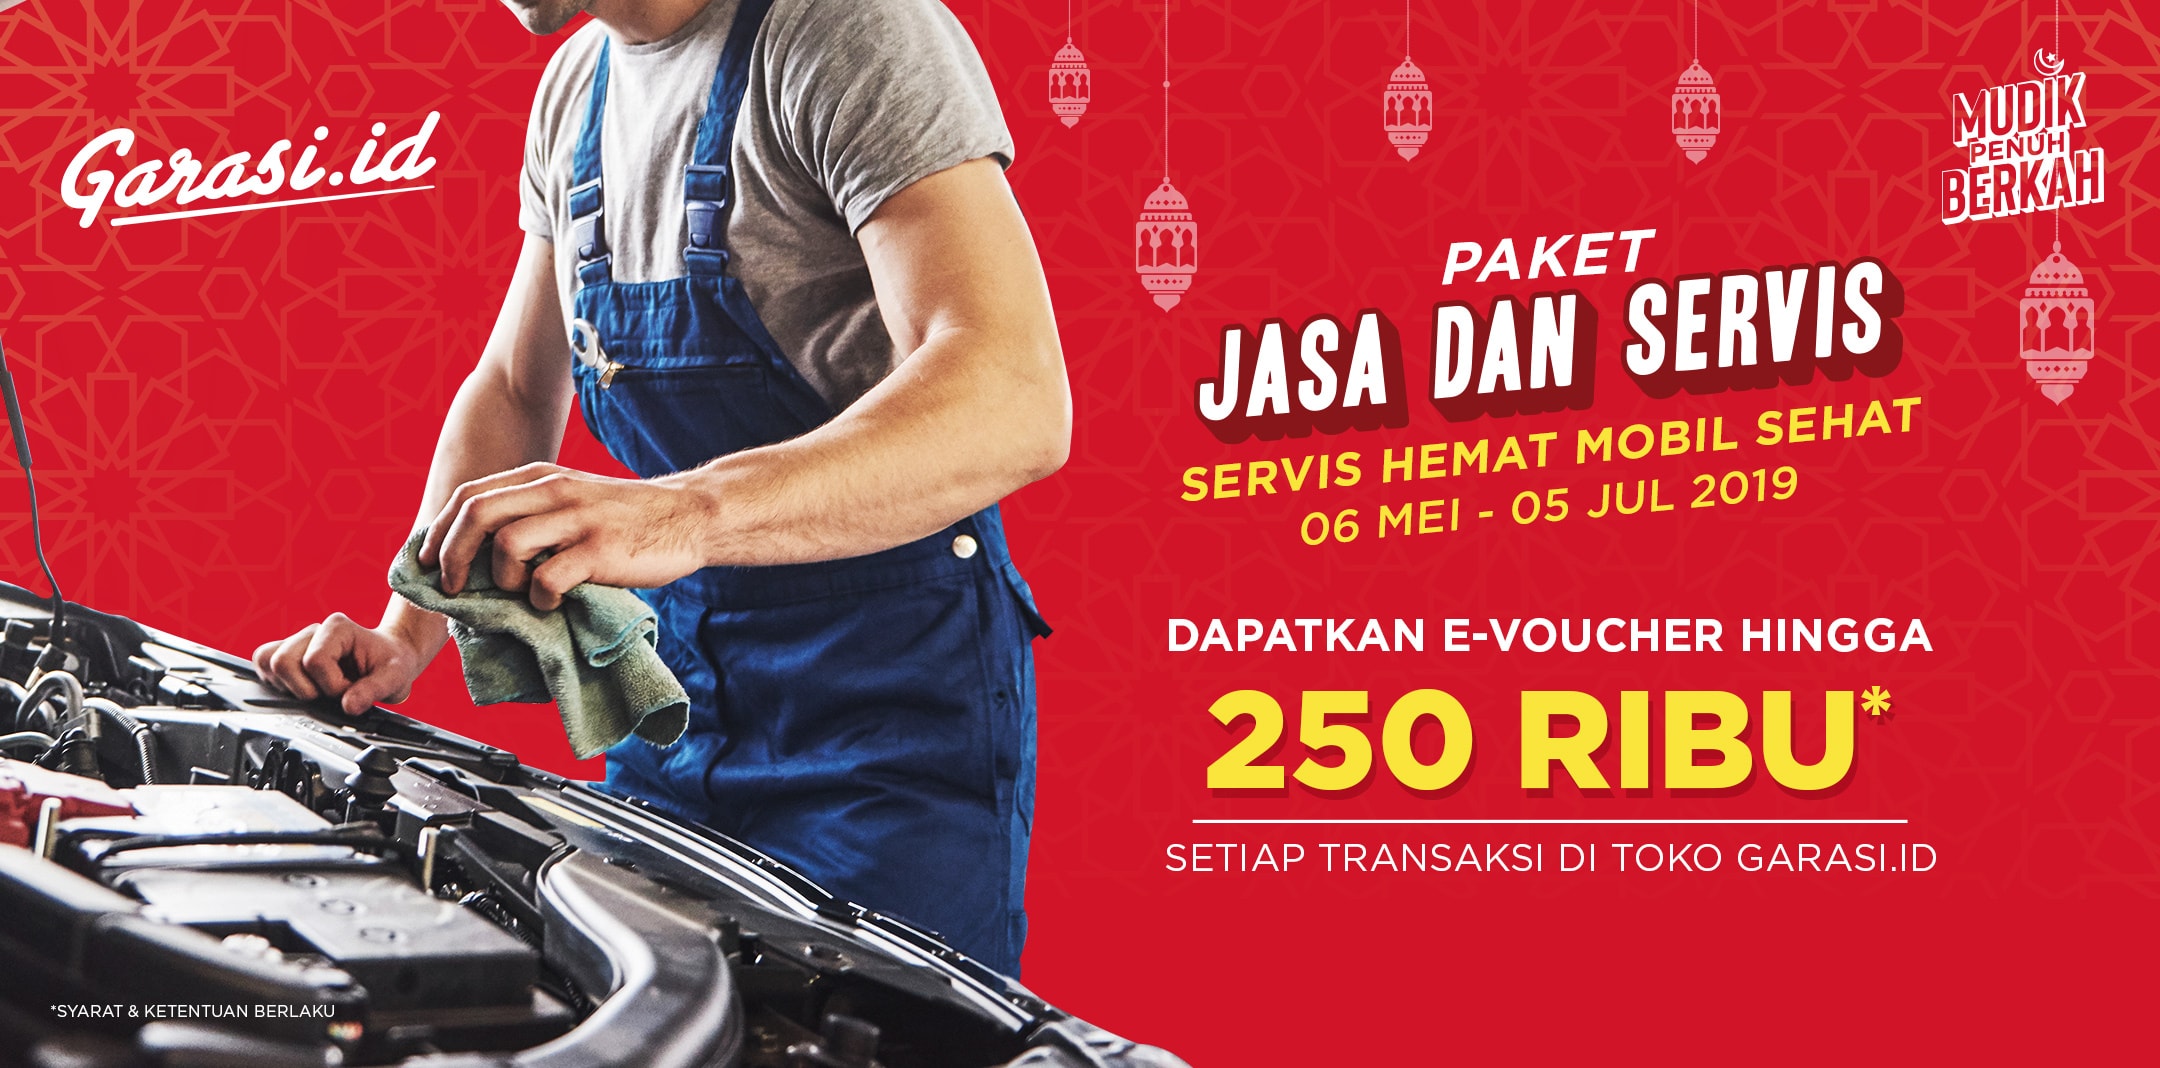 Garasi.id
MUDIK
PENUH
BERKAH
PAKET
JASA DAN SERVIS
SERVIS HEMAT MOBIL SEHAT
06 MEI - 05 JUL 2019
DAPATKAN E-VOUCHER HINGGA
250 RIBU*
SETIAP TRANSAKSI DI TOKO GARASI.ID
*SYARAT & KETENTUAN BERLAKU